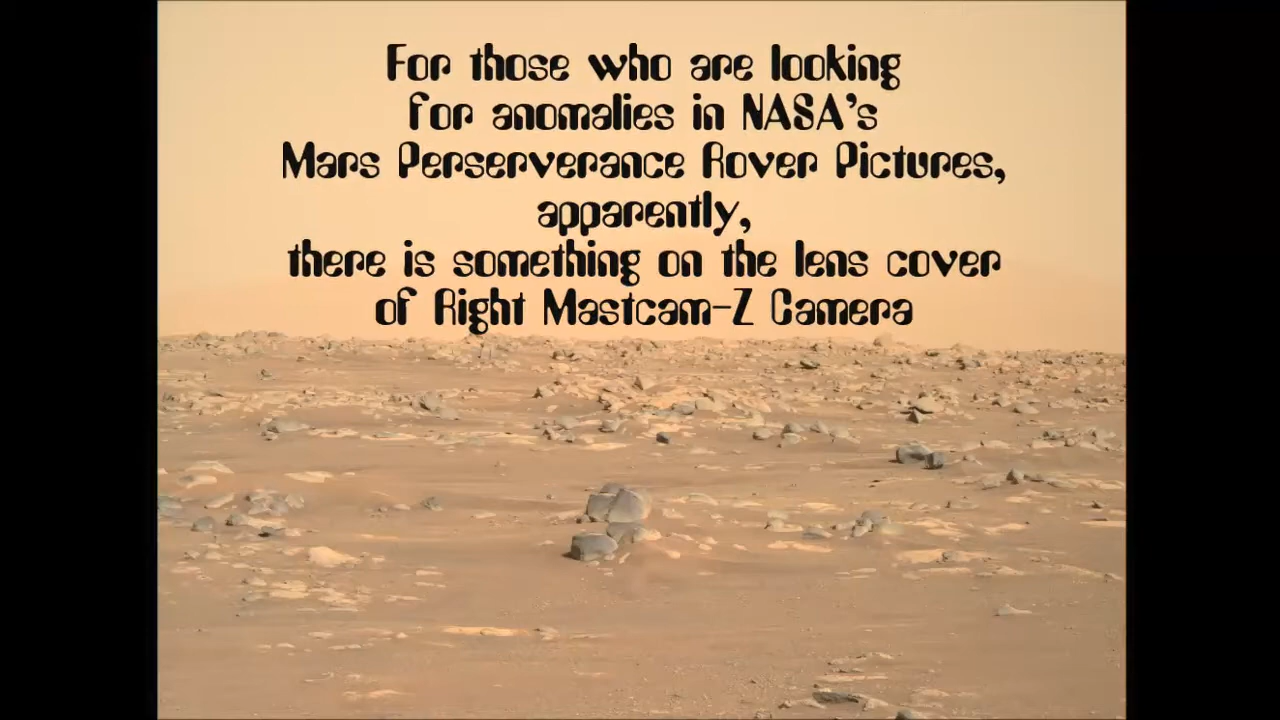 For those who are looking
for anomalies in NASA's
Mars Perserverance Rover Pictures,
apparently,
there is something on the lens cover
of Right Mastcam-Z Camera